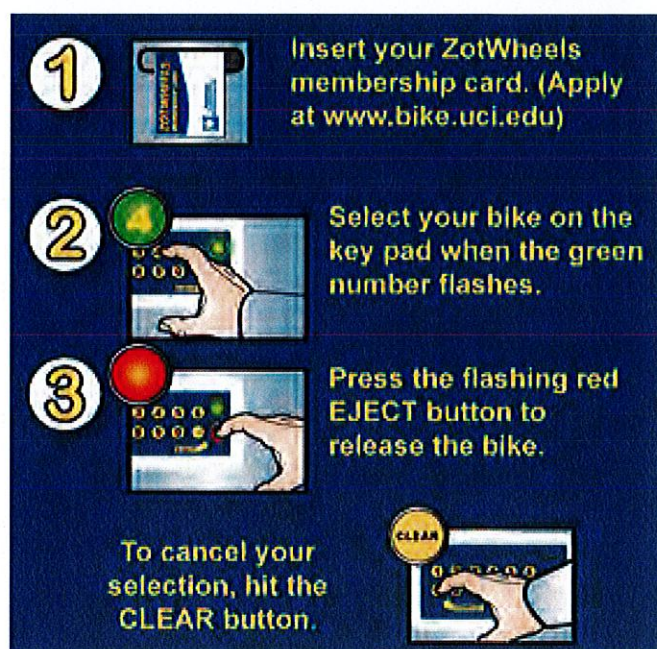 1
Insert your ZotWheels
membership card. (Apply
at www.bike.uci.edu)
ZOTWHEELS
2
4
Select your bike on the
key pad when the green
number flashes.
3
Press the flashing red
EJECT button to
release the bike.
To cancel your
selection, hit the
CLEAR button.
CLEAR